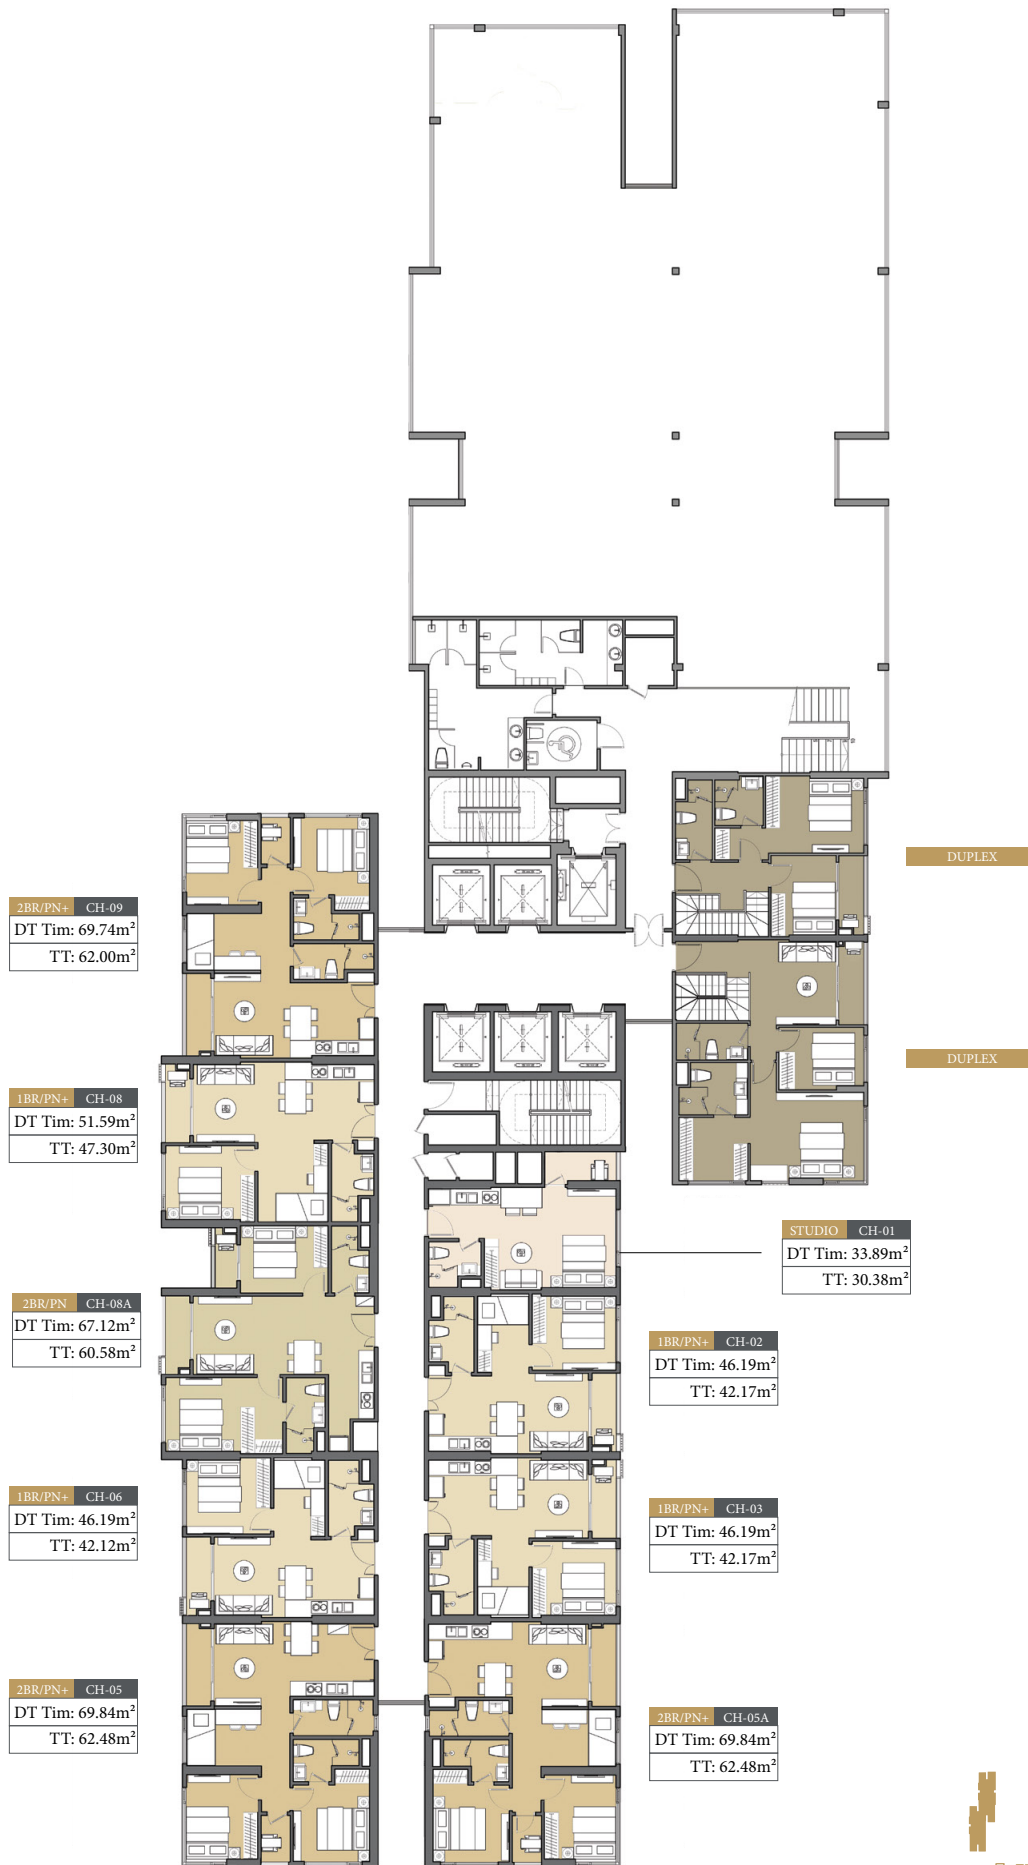 DUPLEX
2BR/PN+ CH-09
DT Tim: 69.74m²
TT: 62.00m²
DUPLEX
1BR/PN+ CH-08
DT Tim: 51.59m²
TT: 47.30m²
STUDIO CH-01
DT Tim: 33.89m²
TT: 30.38m²
2BR/PN CH-08A
DT Tim: 67.12m²
TT: 60.58m²
1BR/PN+ CH-02
DT Tim: 46.19m²
TT: 42.17m²
1BR/PN+ CH-06
DT Tim: 46.19m²
TT: 42.12m²
1BR/PN+ CH-03
DT Tim: 46.19m²
TT: 42.17m²
2BR/PN+ CH-05
DT Tim: 69.84m²
TT: 62.48m²
2BR/PN+ CH-05A
DT Tim: 69.84m²
TT: 62.48m²